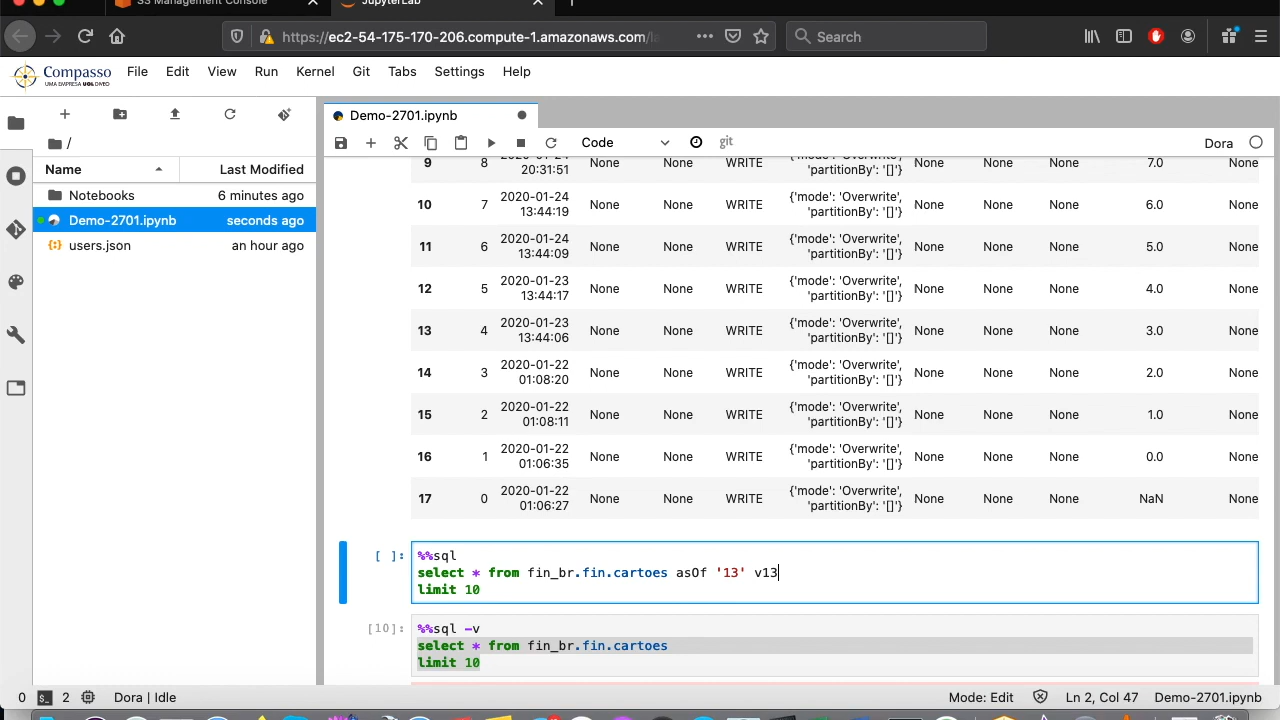 S3 Management Console
JupyterLab
https://ec2-54-175-170-206.compute-1.amazonaws.com/la
Search
Compasso
UMA EMPRESA UOL DIVEO
File Edit View Run Kernel Git Tabs Settings Help
Demo-2701.ipynb
/
Code
git
Dora
Name
Last Modified
Notebooks 6 minutes ago
Demo-2701.ipynb seconds ago
users.json an hour ago
9 8 2020-01-24 20:31:51 None None WRITE {'mode': 'Overwrite', 'partitionBy': '[]'} None None None 7.0 None
10 7 2020-01-24 13:44:19 None None WRITE {'mode': 'Overwrite', 'partitionBy': '[]'} None None None 6.0 None
11 6 2020-01-24 13:44:09 None None WRITE {'mode': 'Overwrite', 'partitionBy': '[]'} None None None 5.0 None
12 5 2020-01-23 13:44:17 None None WRITE {'mode': 'Overwrite', 'partitionBy': '[]'} None None None 4.0 None
13 4 2020-01-23 13:44:06 None None WRITE {'mode': 'Overwrite', 'partitionBy': '[]'} None None None 3.0 None
14 3 2020-01-22 01:08:20 None None WRITE {'mode': 'Overwrite', 'partitionBy': '[]'} None None None 2.0 None
15 2 2020-01-22 01:08:11 None None WRITE {'mode': 'Overwrite', 'partitionBy': '[]'} None None None 1.0 None
16 1 2020-01-22 01:06:35 None None WRITE {'mode': 'Overwrite', 'partitionBy': '[]'} None None None 0.0 None
17 0 2020-01-22 01:06:27 None None WRITE {'mode': 'Overwrite', 'partitionBy': '[]'} None None None NaN None
[ ]: %%sql
select * from fin_br.fin.cartoes asOf '13' v13
limit 10
[10]: %%sql -v
select * from fin_br.fin.cartoes
limit 10
0 $_ 2 Dora | Idle
Mode: Edit Ln 2, Col 47 Demo-2701.ipynb